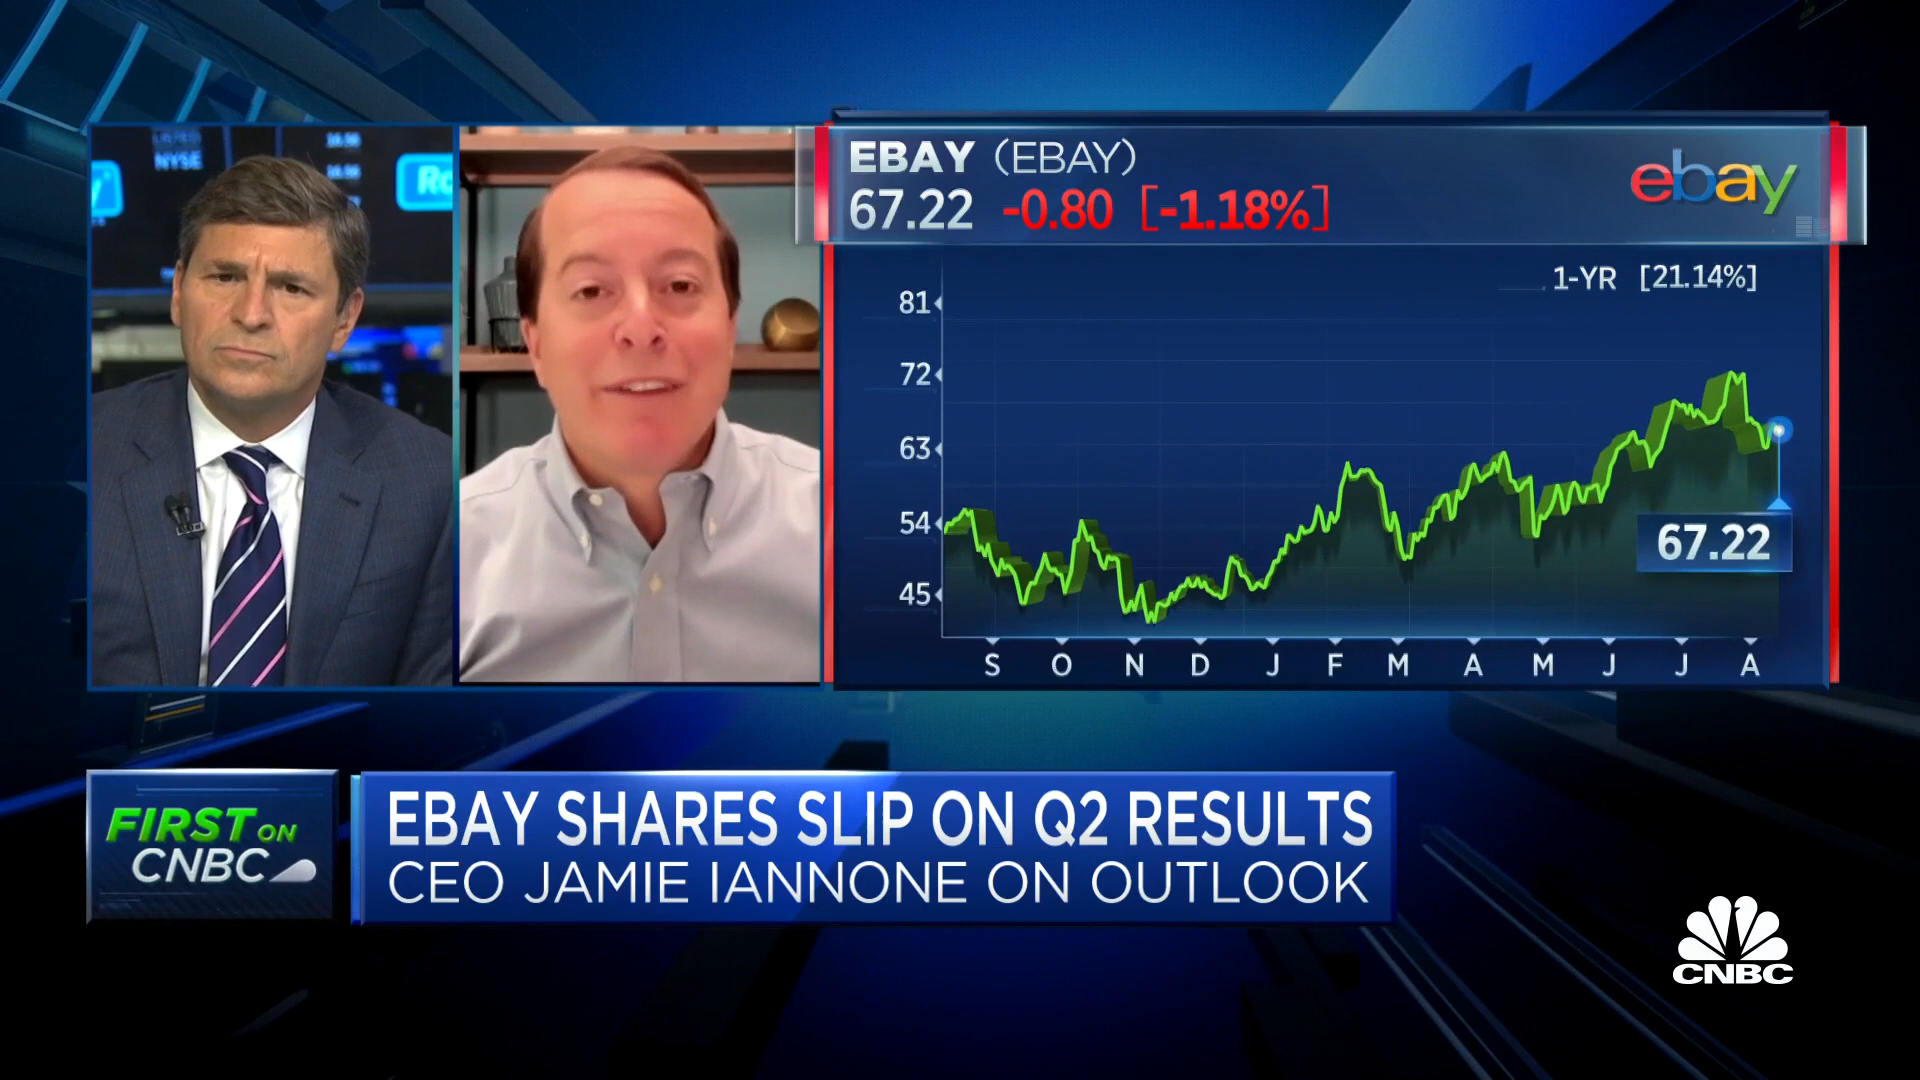 LISTED
NYSE
EBAY (EBAY)
67.22 -0.80 [-1.18%]
ebay
1-YR [21.14%]
81
72
63
54
45
67.22
S O N D J F M A M J J A
FIRST ON
CNBC
EBAY SHARES SLIP ON Q2 RESULTS
CEO JAMIE IANNONE ON OUTLOOK
CNBC